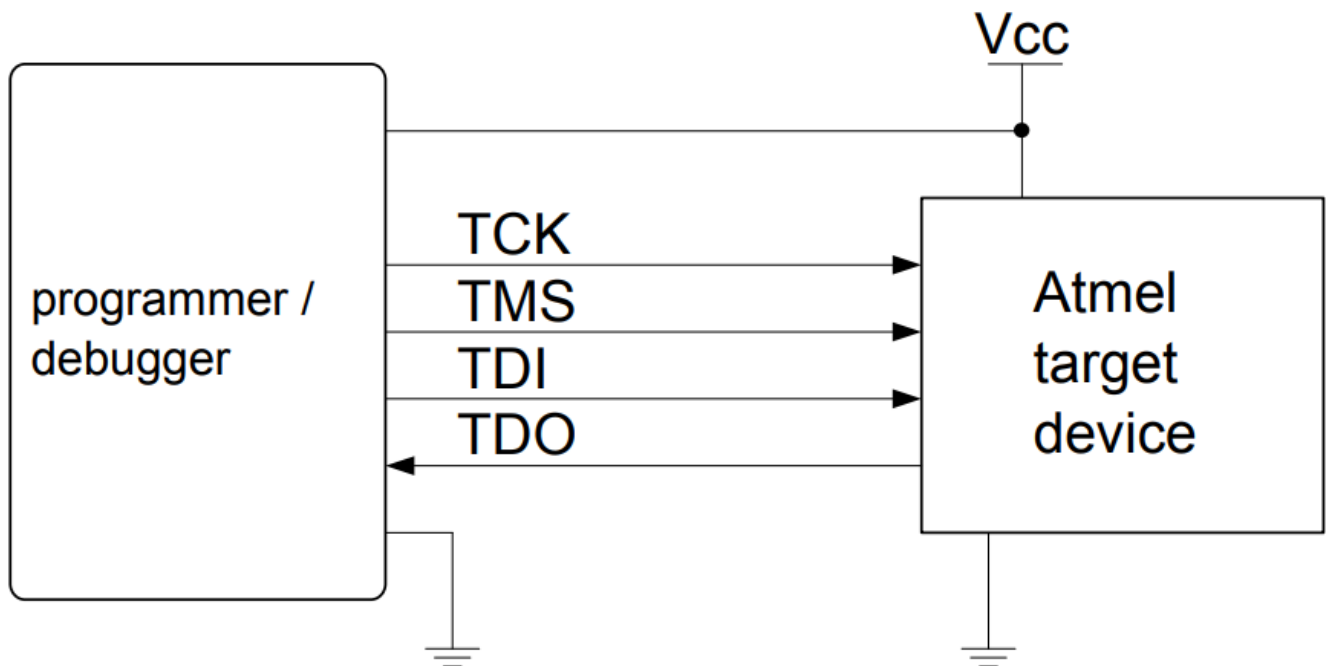 Vcc
TCK
TMS
TDI
TDO
programmer /
debugger
Atmel
target
device